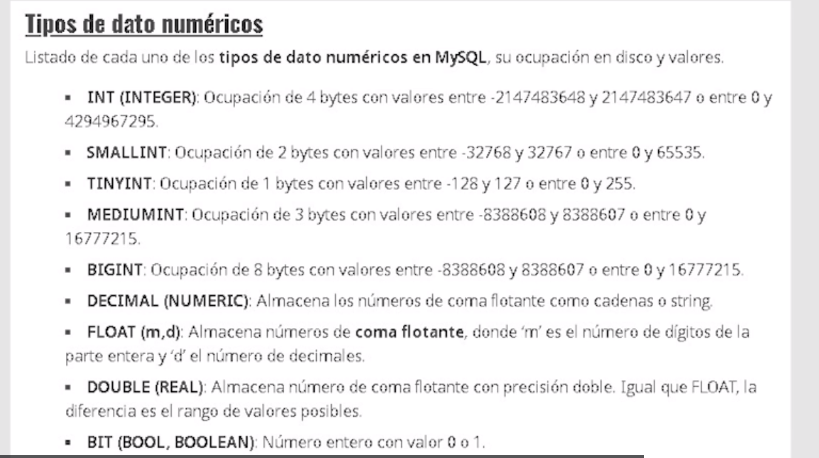 Tipos de dato numéricos
Listado de cada uno de los tipos de dato numéricos en MySQL, su ocupación en disco y valores.
▪ INT (INTEGER): Ocupación de 4 bytes con valores entre -2147483648 y 2147483647 o entre 0 y
4294967295.
▪ SMALLINT: Ocupación de 2 bytes con valores entre -32768 y 32767 o entre 0 y 65535.
▪ TINYINT: Ocupación de 1 bytes con valores entre -128 y 127 o entre 0 y 255.
▪ MEDIUMINT: Ocupación de 3 bytes con valores entre -8388608 y 8388607 o entre 0 y
16777215.
▪ BIGINT: Ocupación de 8 bytes con valores entre -8388608 y 8388607 o entre 0 y 16777215.
▪ DECIMAL (NUMERIC): Almacena los números de coma flotante como cadenas o string.
▪ FLOAT (m,d): Almacena números de coma flotante, donde 'm' es el número de dígitos de la
parte entera y 'd' el número de decimales.
▪ DOUBLE (REAL): Almacena número de coma flotante con precisión doble. Igual que FLOAT, la
diferencia es el rango de valores posibles.
▪ BIT (BOOL, BOOLEAN): Número entero con valor 0 o 1.